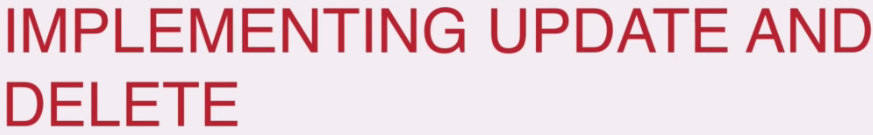 IMPLEMENTING UPDATE AND
DELETE